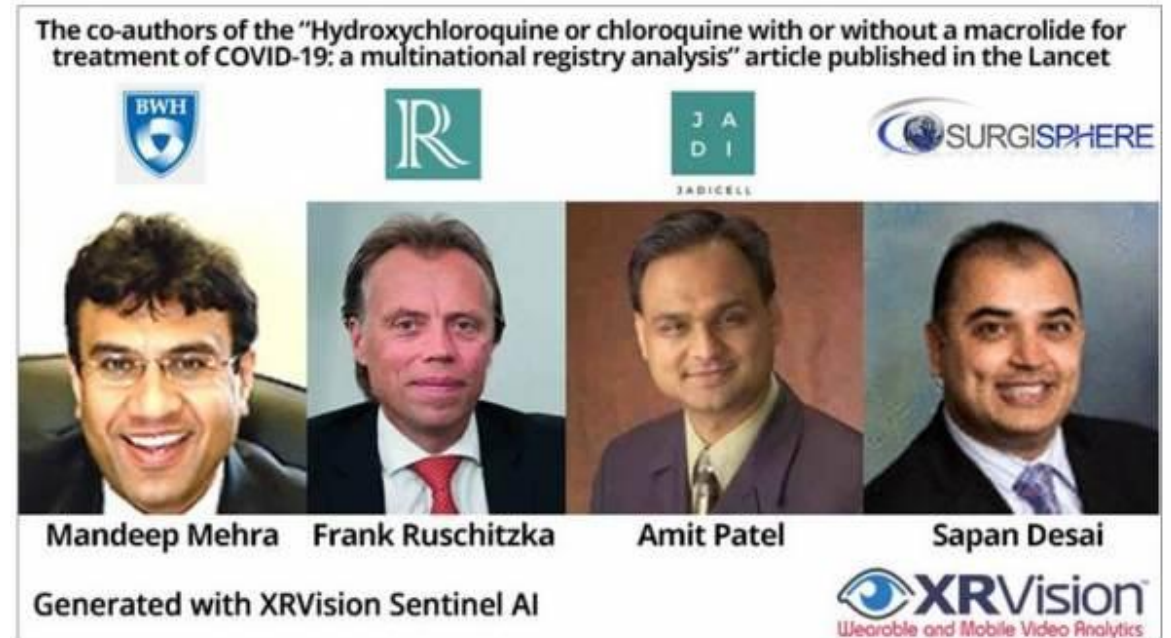 The co-authors of the "Hydroxychloroquine or chloroquine with or without a macrolide for
treatment of COVID-19: a multinational registry analysis" article published in the Lancet
BWH
R
J A
D I
JADICELL
SURGISPHERE
Mandeep Mehra
Frank Ruschitzka
Amit Patel
Sapan Desai
Generated with XRVision Sentinel AI
XRVision™
Wearable and Mobile Video Analytics